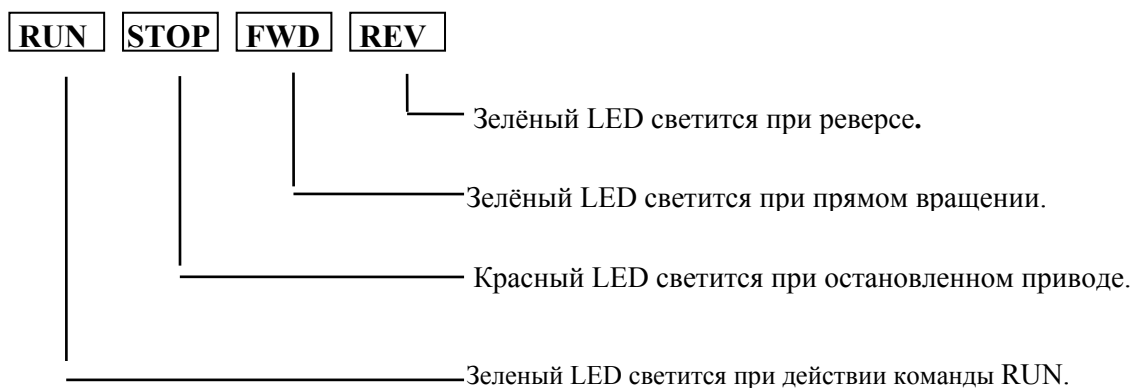 RUN STOP FWD REV
Зелёный LED светится при реверсе.
Зелёный LED светится при прямом вращении.
Красный LED светится при остановленном приводе.
Зеленый LED светится при действии команды RUN.